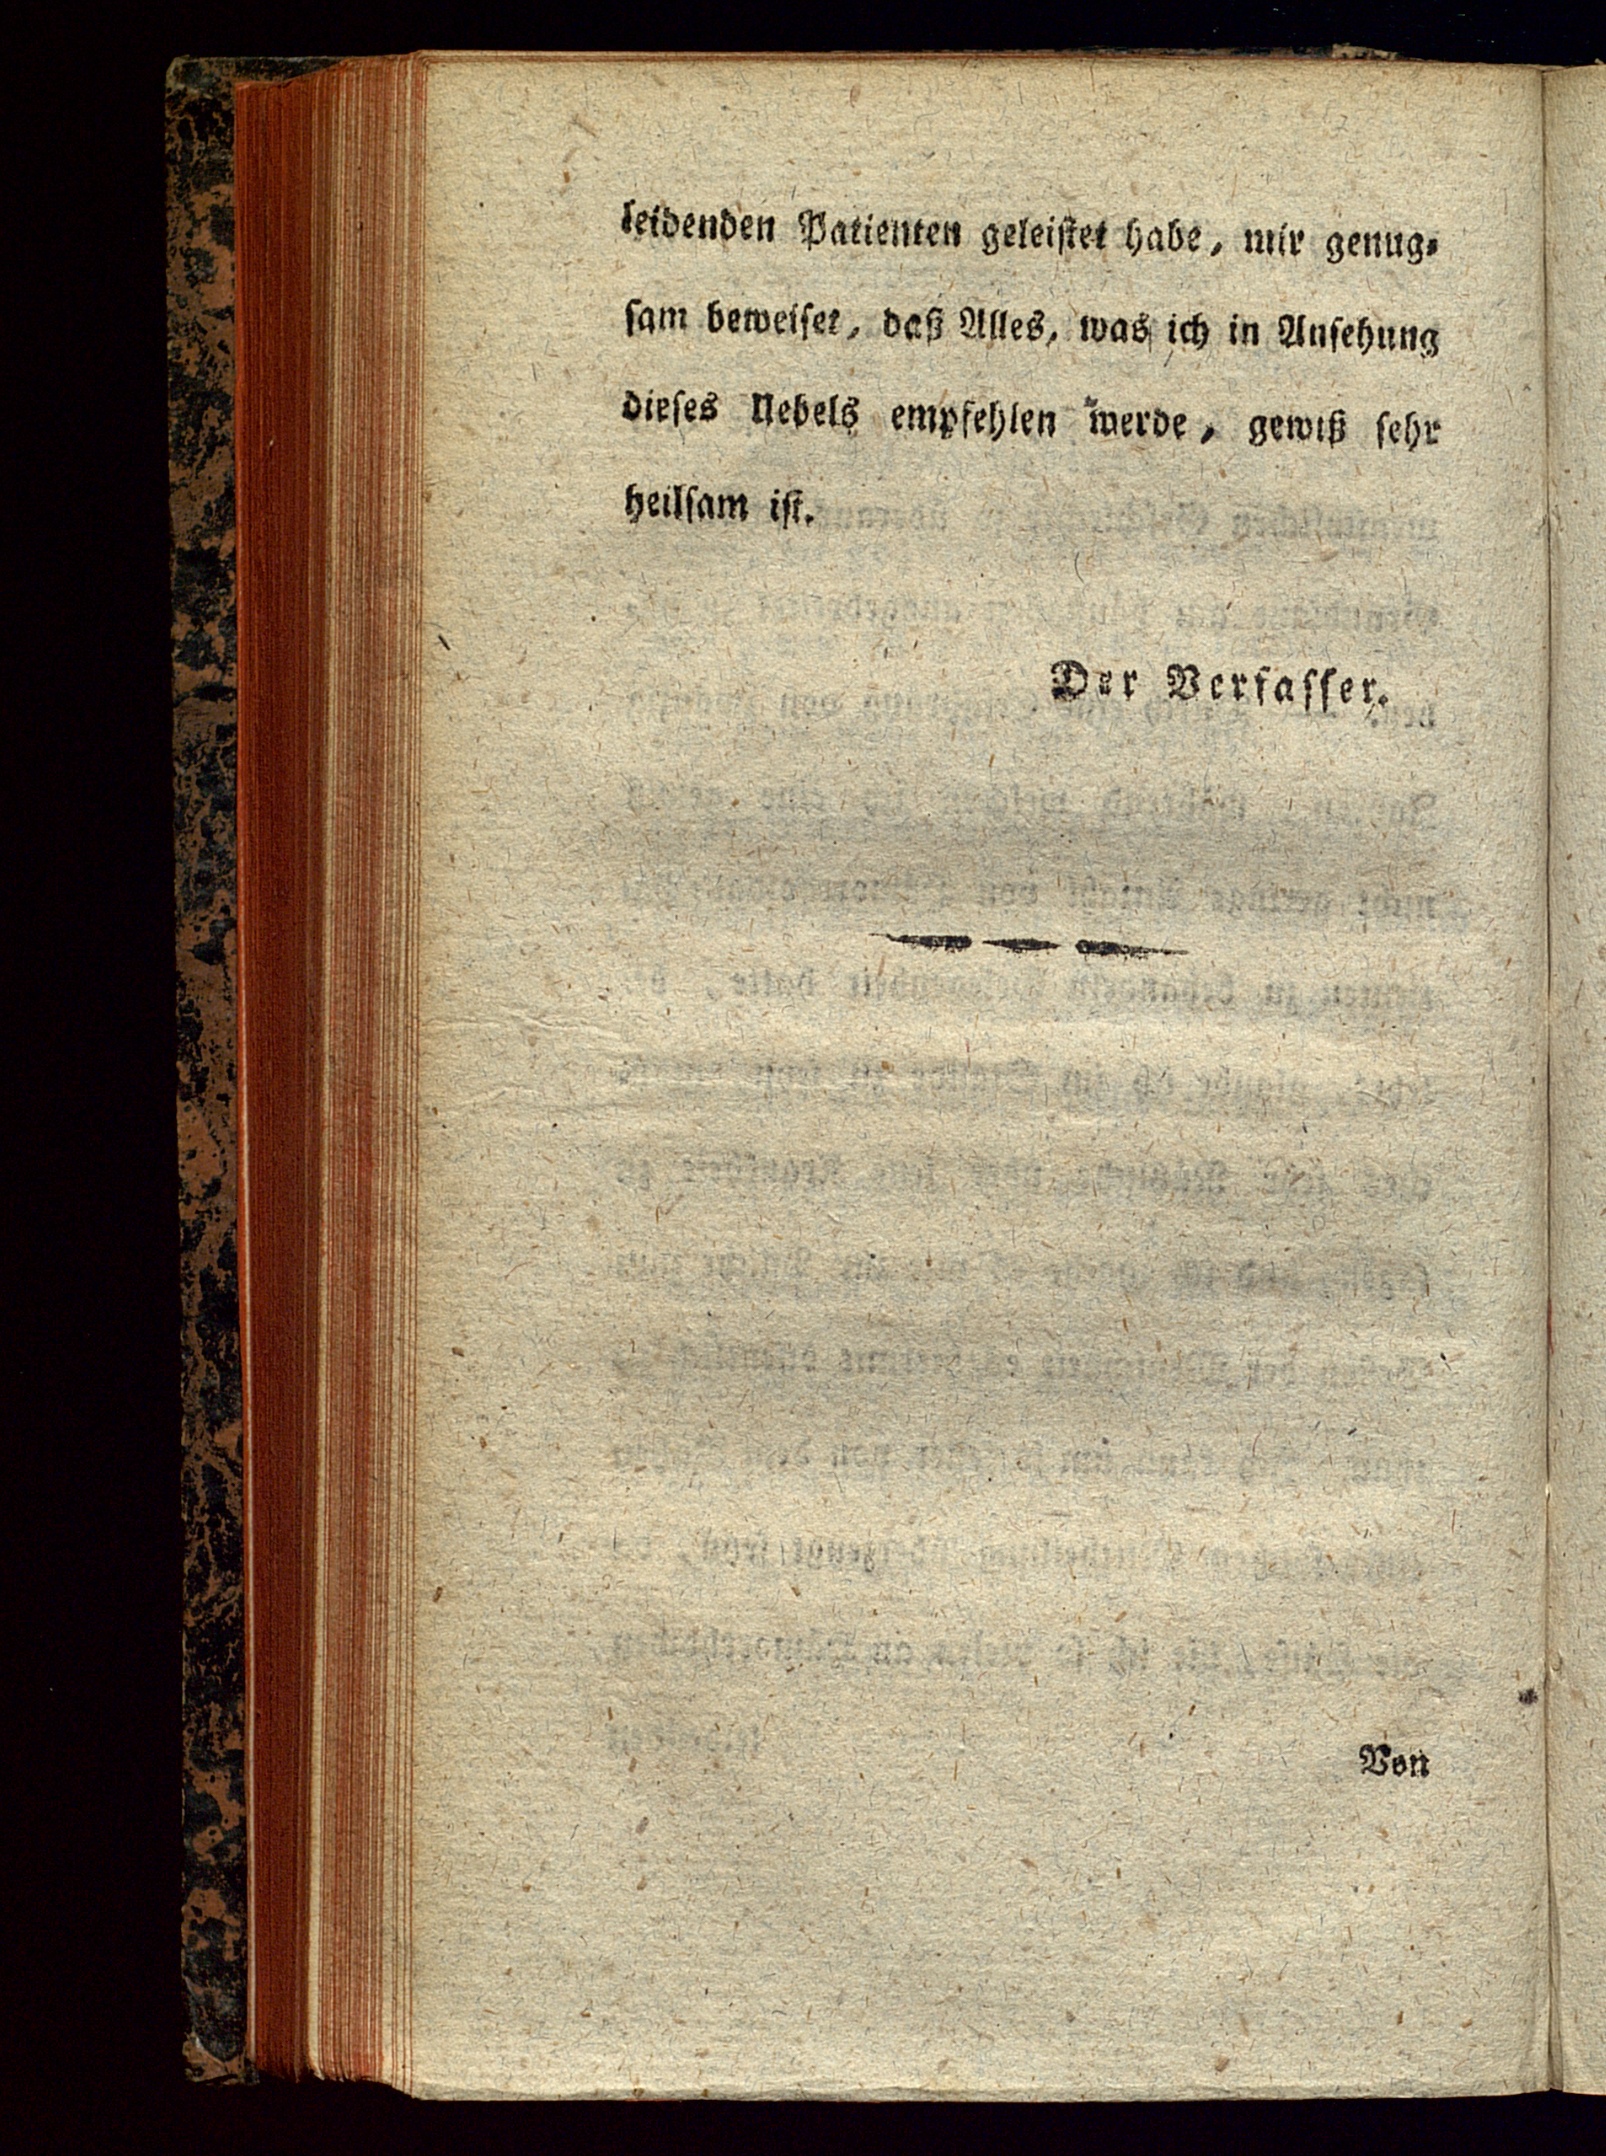 leidenden Patienten geleistet habe, mir genug-
sam beweiset, daß Alles, was ich in Ansehung
dieses Uebels empfehlen werde, gewiß sehr
heilsam ist.
Der Verfasser.
Von